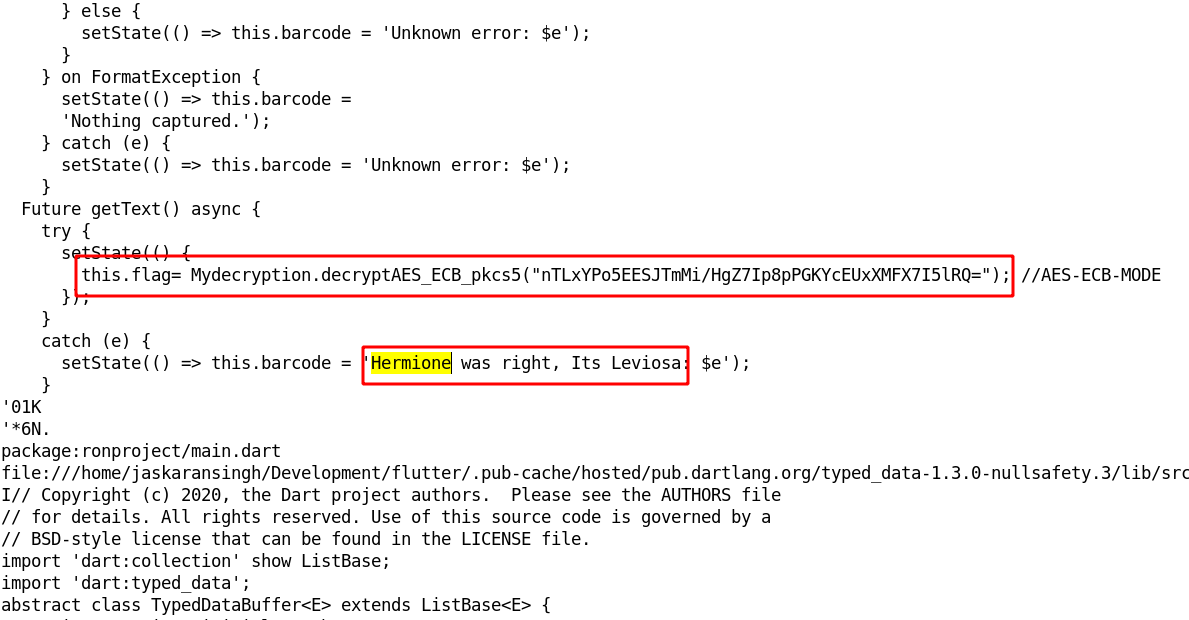 } else {
setState(() => this.barcode = 'Unknown error: $e');
}
} on FormatException {
setState(() => this.barcode =
'Nothing captured.');
} catch (e) {
setState(() => this.barcode = 'Unknown error: $e');
}
Future getText() async {
try {
setState(() {
this.flag= Mydecryption.decryptAES_ECB_pkcs5("nTLxYPo5EESJTmMi/HgZ7Ip8pPGKYcEUxXMFX7I5lRQ="); //AES-ECB-MODE
});
}
catch (e) {
setState(() => this.barcode = 'Hermione was right, Its Leviosa: $e');
}
'01K
'*6N.
package:ronproject/main.dart
file:///home/jaskaransingh/Development/flutter/.pub-cache/hosted/pub.dartlang.org/typed_data-1.3.0-nullsafety.3/lib/src
I// Copyright (c) 2020, the Dart project authors.  Please see the AUTHORS file
// for details. All rights reserved. Use of this source code is governed by a
// BSD-style license that can be found in the LICENSE file.
import 'dart:collection' show ListBase;
import 'dart:typed_data';
abstract class TypedDataBuffer<E> extends ListBase<E> {